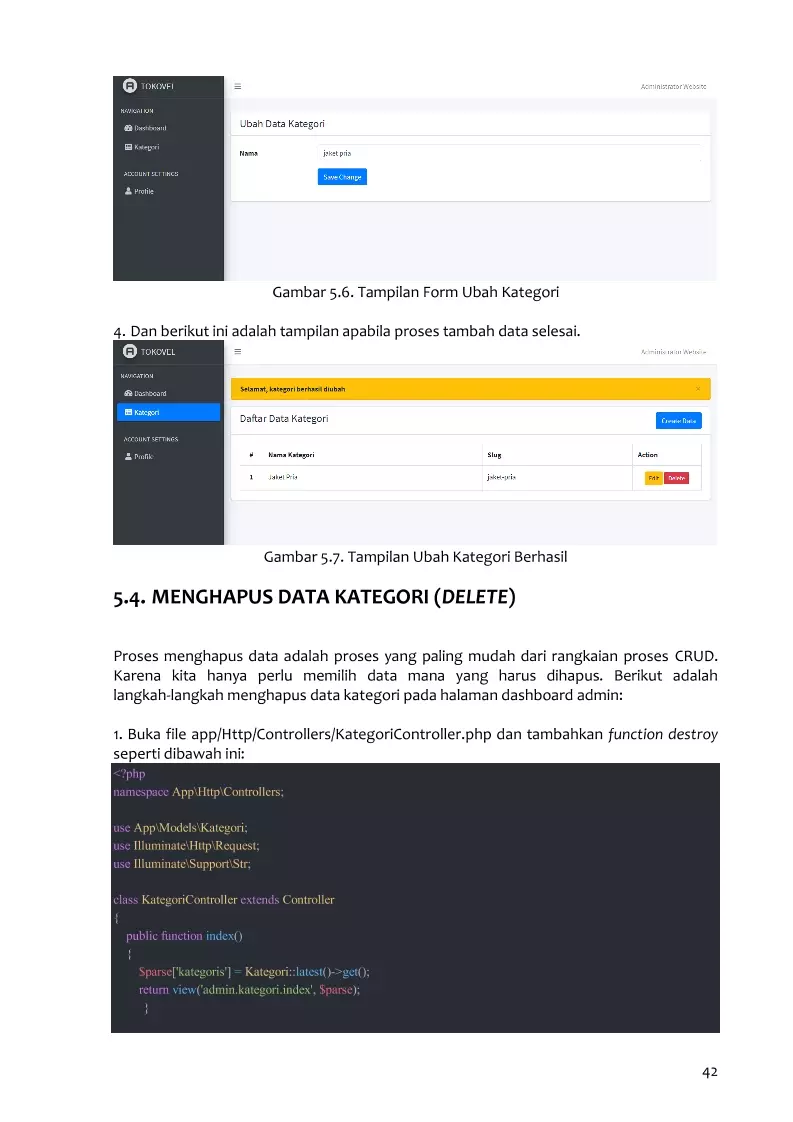 TOKOVEL
Administrator Website
NAVIGATION
Dashboard
Kategori
ACCOUNT SETTINGS
Profile
Ubah Data Kategori
Nama
jaket pria
Save Change
Gambar 5.6. Tampilan Form Ubah Kategori
4. Dan berikut ini adalah tampilan apabila proses tambah data selesai.
TOKOVEL
Administrator Website
NAVIGATION
Dashboard
Kategori
ACCOUNT SETTINGS
Profile
Selamat, kategori berhasil diubah
×
Daftar Data Kategori
Create Data
# Nama Kategori Slug Action
1 Jaket Pria jaket-pria Edit Delete
Gambar 5.7. Tampilan Ubah Kategori Berhasil
5.4. MENGHAPUS DATA KATEGORI (DELETE)
Proses menghapus data adalah proses yang paling mudah dari rangkaian proses CRUD.
Karena kita hanya perlu memilih data mana yang harus dihapus. Berikut adalah
langkah-langkah menghapus data kategori pada halaman dashboard admin:
1. Buka file app/Http/Controllers/KategoriController.php dan tambahkan function destroy
seperti dibawah ini:
<?php
namespace App\Http\Controllers;
use App\Models\Kategori;
use Illuminate\Http\Request;
use Illuminate\Support\Str;
class KategoriController extends Controller
{
public function index()
{
$parse['kategoris'] = Kategori::latest()->get();
return view('admin.kategori.index', $parse);
}
42